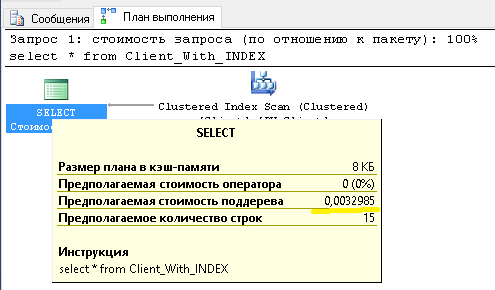 Сообщения
План выполнения
Запрос 1: стоимость запроса (по отношению к пакету): 100%
select * from Client_With_INDEX
SELECT
Clustered Index Scan (Clustered)
SELECT
Размер плана в кэш-памяти 8 КБ
Предполагаемая стоимость оператора 0 (0%)
Предполагаемая стоимость поддерева 0,0032985
Предполагаемое количество строк 15
Инструкция
select * from Client_With_INDEX